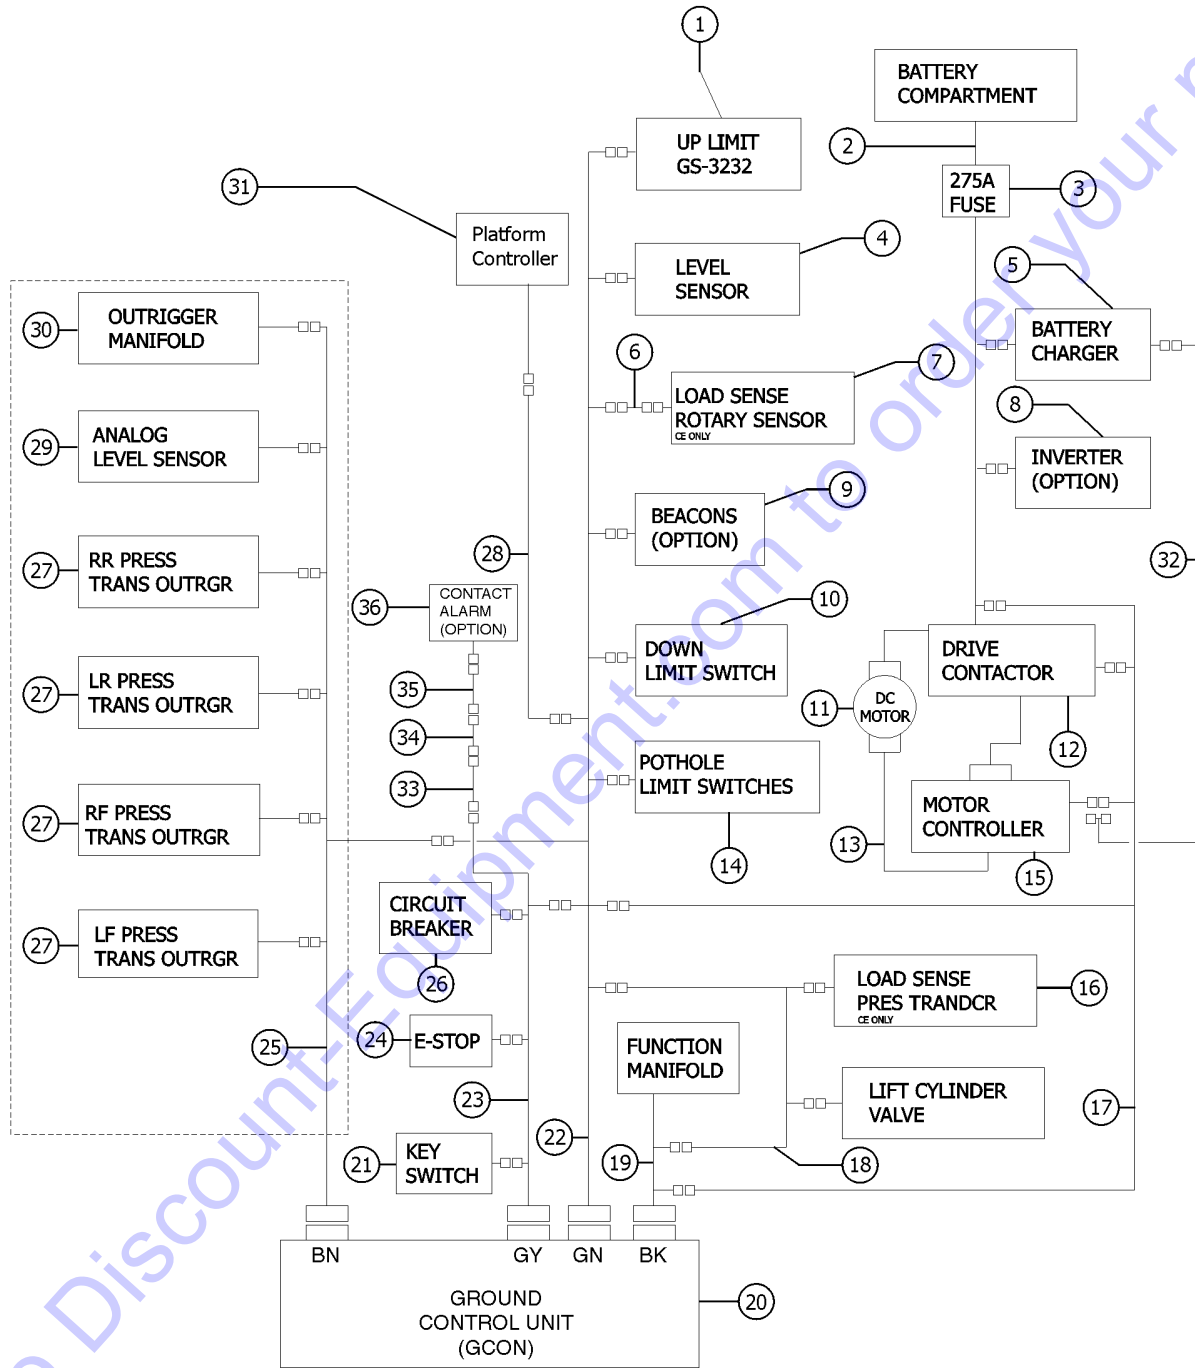 1
BATTERY
COMPARTMENT
2
UP LIMIT
GS-3232
275A
FUSE
3
31
Platform
Controller
4
LEVEL
SENSOR
5
BATTERY
CHARGER
30
OUTRIGGER
MANIFOLD
6
7
LOAD SENSE
ROTARY SENSOR
CE ONLY
8
INVERTER
(OPTION)
29
ANALOG
LEVEL SENSOR
9
BEACONS
(OPTION)
28
32
27
RR PRESS
TRANS OUTRGR
36
CONTACT
ALARM
(OPTION)
10
DOWN
LIMIT SWITCH
DRIVE
CONTACTOR
11
DC
MOTOR
12
27
LR PRESS
TRANS OUTRGR
35
34
33
POTHOLE
LIMIT SWITCHES
14
13
MOTOR
CONTROLLER
15
27
RF PRESS
TRANS OUTRGR
CIRCUIT
BREAKER
26
27
LF PRESS
TRANS OUTRGR
LOAD SENSE
PRES TRANDCR
CE ONLY
16
25
24
E-STOP
FUNCTION
MANIFOLD
23
LIFT CYLINDER
VALVE
17
22
21
KEY
SWITCH
19
18
BN
GY
GN
BK
GROUND
CONTROL UNIT
(GCON)
20
Discount-Equipment.com to order your